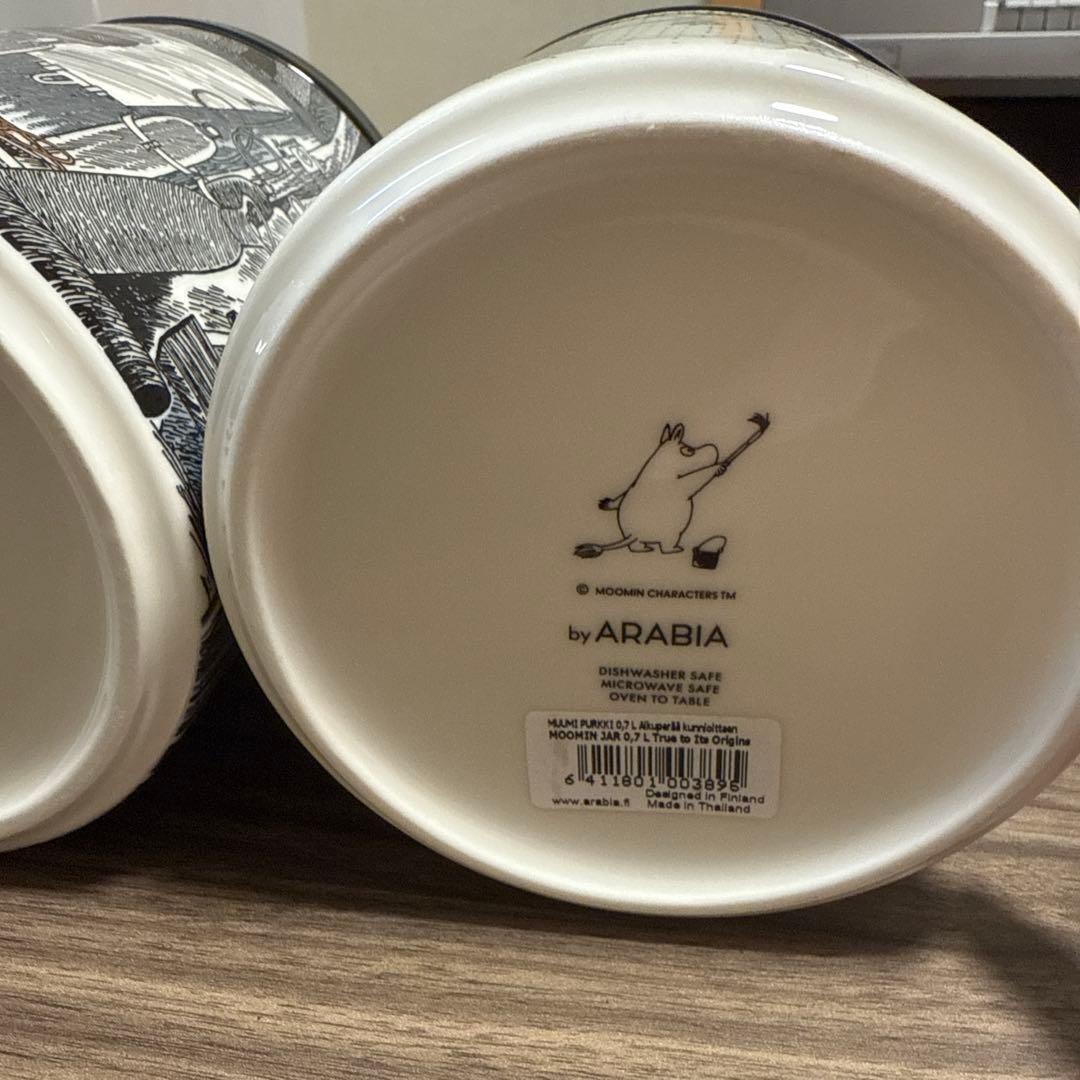 © MOOMIN CHARACTERS TM
by ARABIA
DISHWASHER SAFE
MICROWAVE SAFE
OVEN TO TABLE
MUUMI PURKKI 0,7 L Alkuperää kunnioittaen
MOOMIN JAR 0,7 L True to Its Origins
6 411801 003895
Designed in Finland
www.arabia.fi Made in Thailand